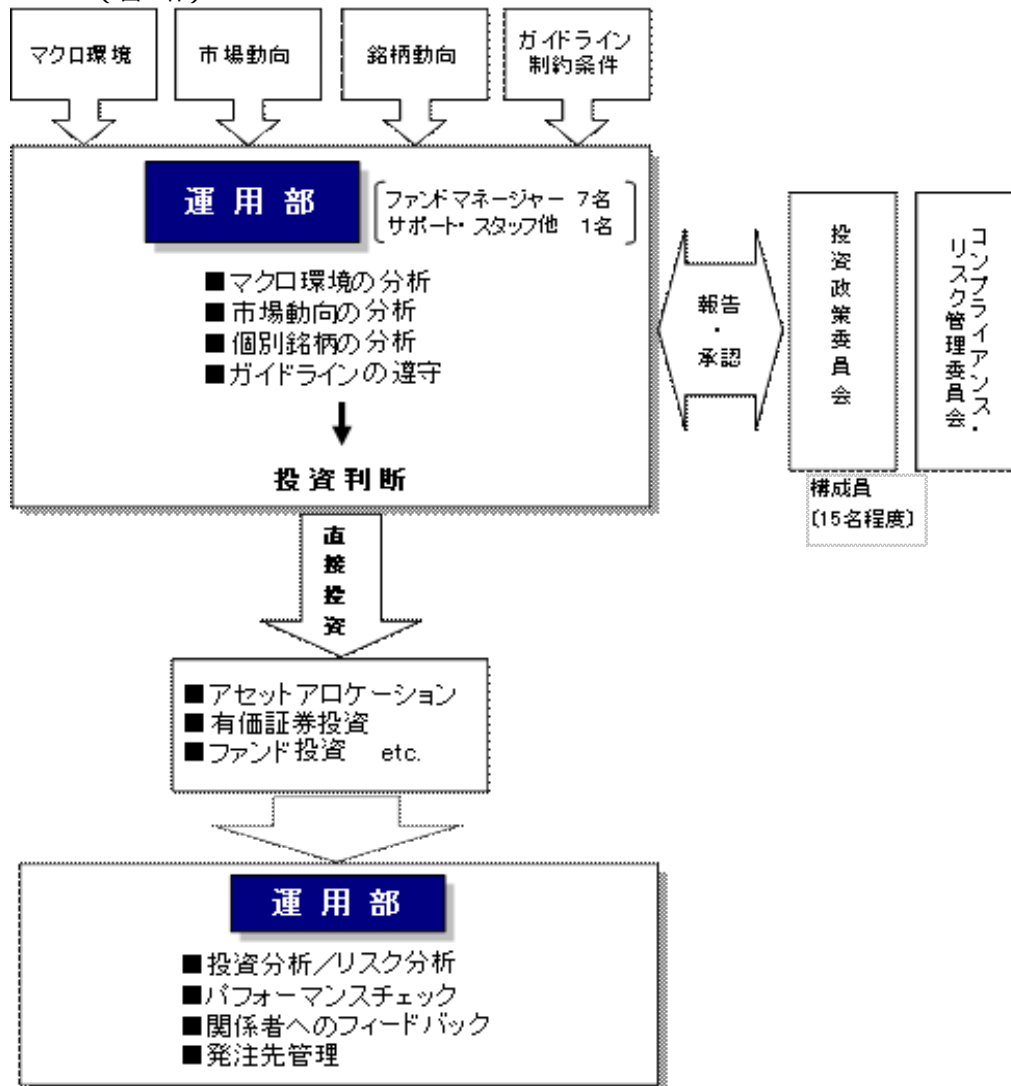 マクロ環境
市場動向
銘柄動向
ガイドライン
制約条件
運用部
ファンドマネージャー 7名
サポート・スタッフ他 1名
■マクロ環境の分析
■市場動向の分析
■個別銘柄の分析
■ガイドラインの遵守
投資判断
報告・承認
投資政策委員会
コンプライアンス・
リスク管理委員会
構成員
(15名程度)
直接投資
■アセットアロケーション
■有価証券投資
■ファンド投資 etc.
運用部
■投資分析/リスク分析
■パフォーマンスチェック
■関係者へのフィードバック
■発注先管理